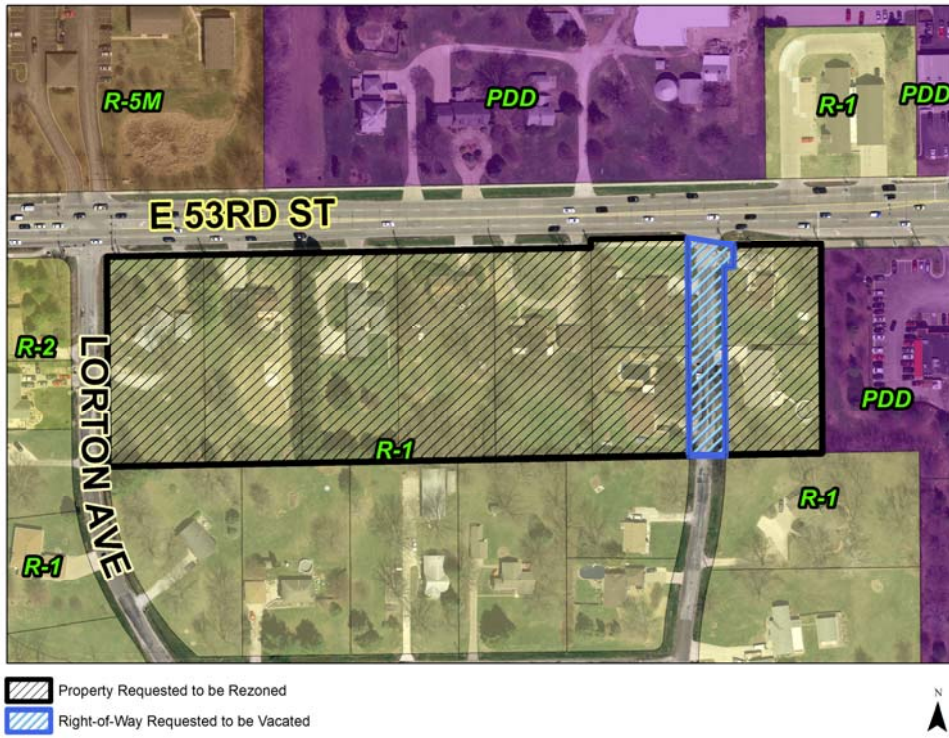 R-5M
PDD
R-1
PDD
E 53RD ST
R-2
LORTON AVE
PDD
R-1
R-1
R-1
Property Requested to be Rezoned
Right-of-Way Requested to be Vacated
N